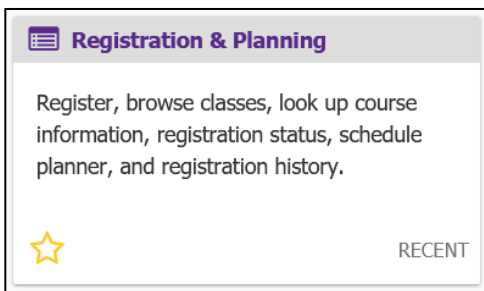 Registration & Planning
Register, browse classes, look up course
information, registration status, schedule
planner, and registration history.
RECENT